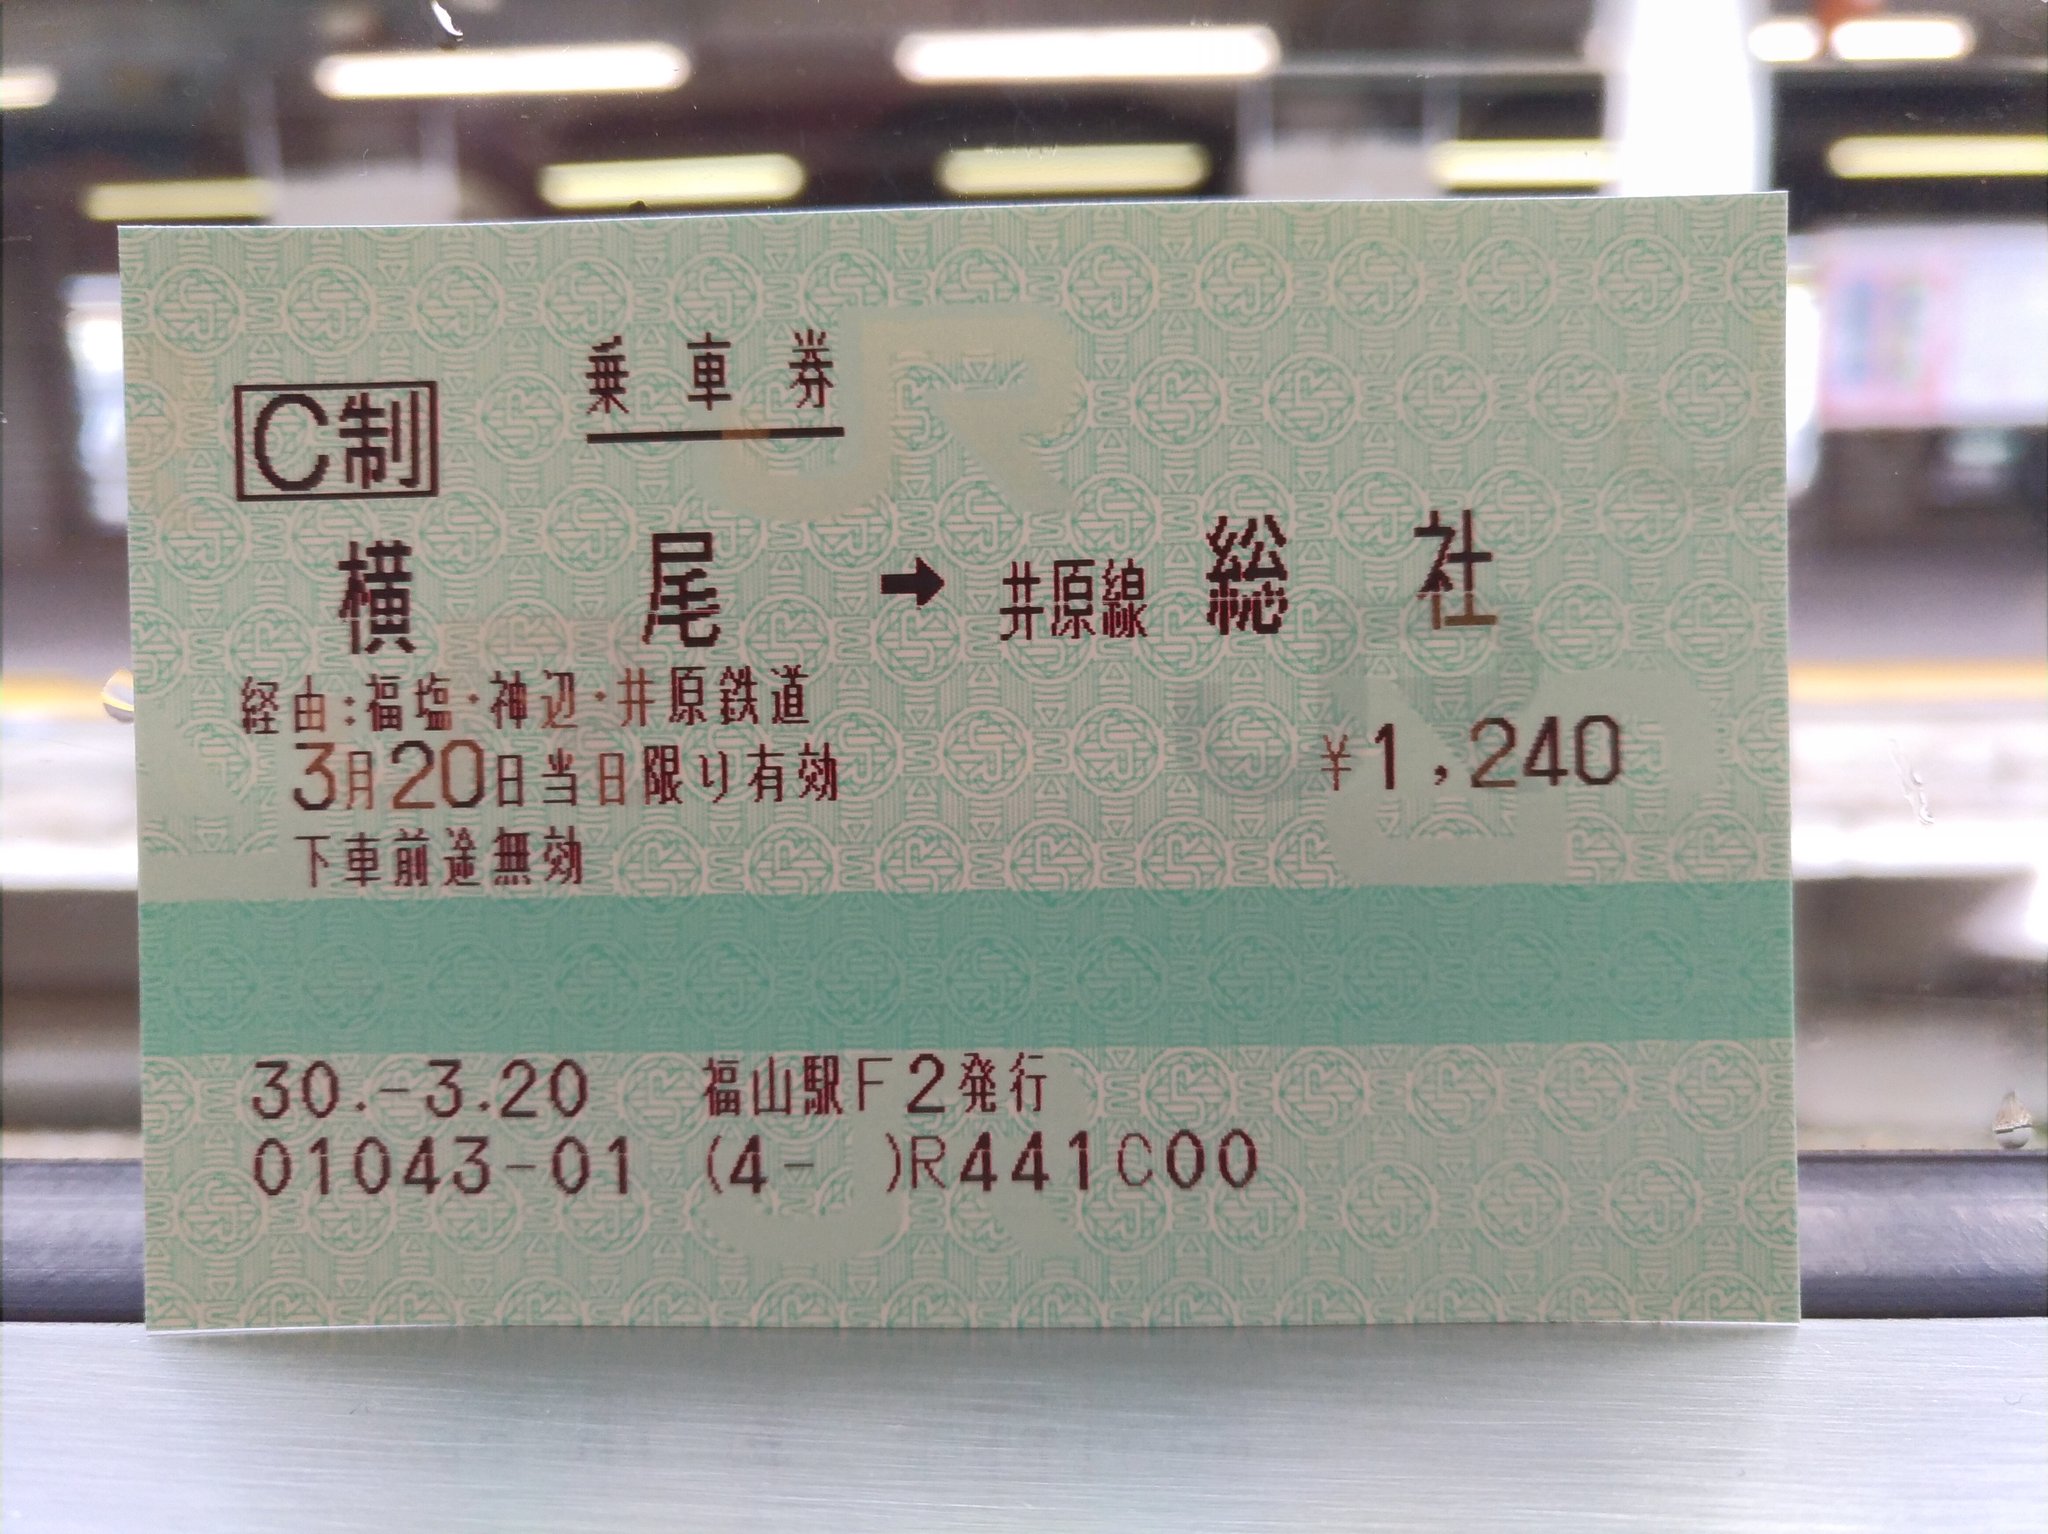 乗車券
C制
横尾→井原線 総社
経由:福塩・神辺・井原鉄道
3月20日当日限り有効 ¥1,240
下車前途無効
30.-3.20 福山駅F2発行
01043-01 (4- )R441C00